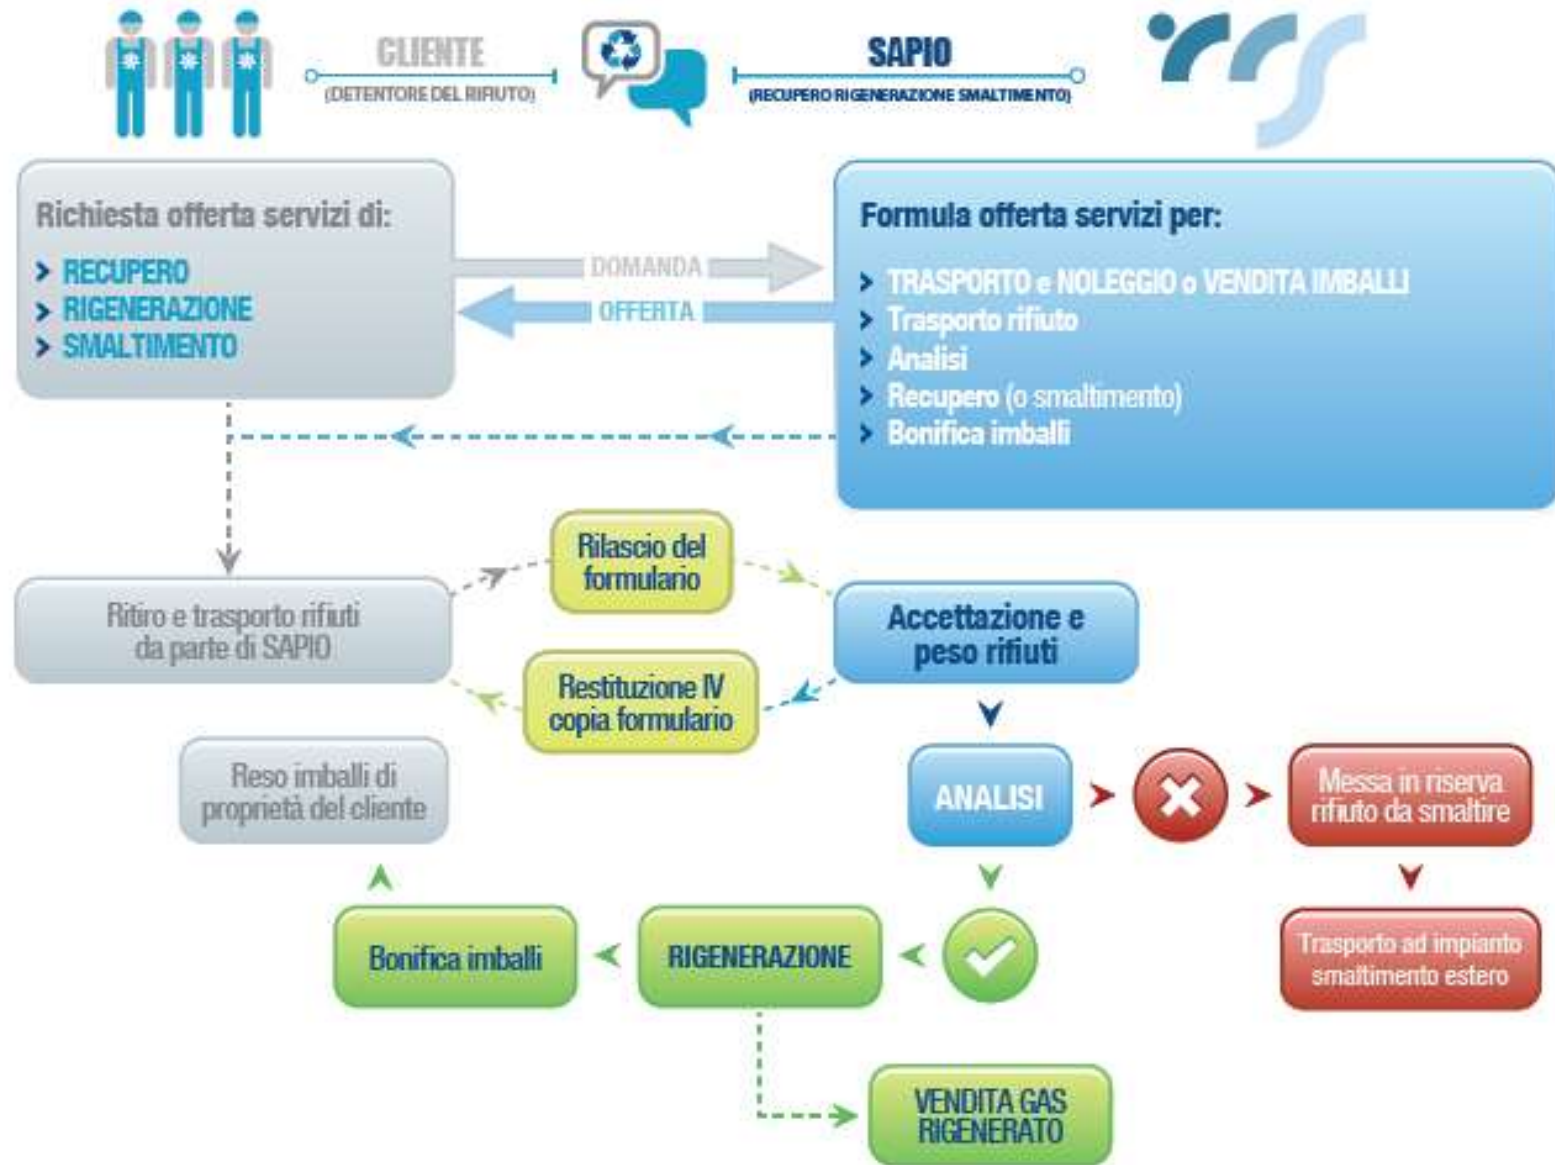 CLIENTE
(DETENTORE DEL RIFIUTO)
SAPIO
(RECUPERO RIGENERAZIONE SMALTIMENTO)
Richiesta offerta servizi di:
> RECUPERO
> RIGENERAZIONE
> SMALTIMENTO
DOMANDA
OFFERTA
Formula offerta servizi per:
> TRASPORTO e NOLEGGIO o VENDITA IMBALLI
> Trasporto rifiuto
> Analisi
> Recupero (o smaltimento)
> Bonifica imballi
Rilascio del
formulario
Ritiro e trasporto rifiuti
da parte di SAPIO
Accettazione e
peso rifiuti
Restituzione IV
copia formulario
Reso imballi di
proprietà del cliente
ANALISI
Messa in riserva
rifiuto da smaltire
Bonifica imballi
RIGENERAZIONE
Trasporto ad impianto
smaltimento estero
VENDITA GAS
RIGENERATO